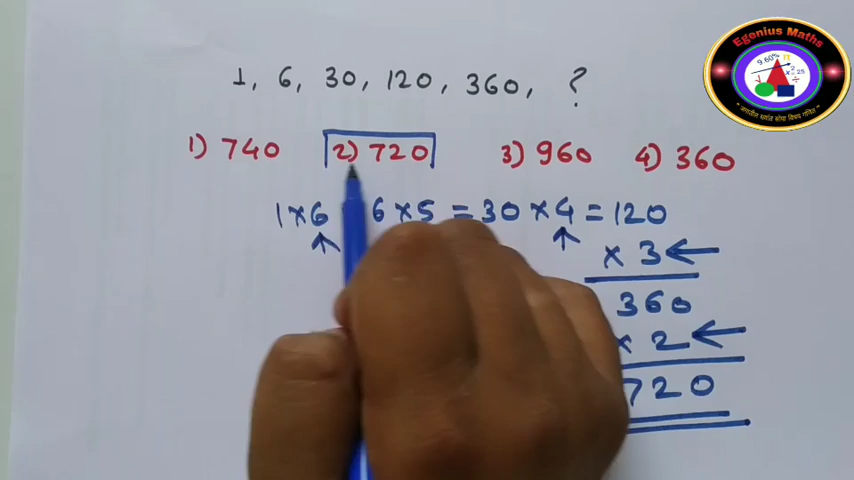 Egenius Maths
1, 6, 30, 120, 360, ?
1) 740 2) 720 3) 960 4) 360
1×6 6×5 = 30×4 = 120
× 3
360
× 2
720